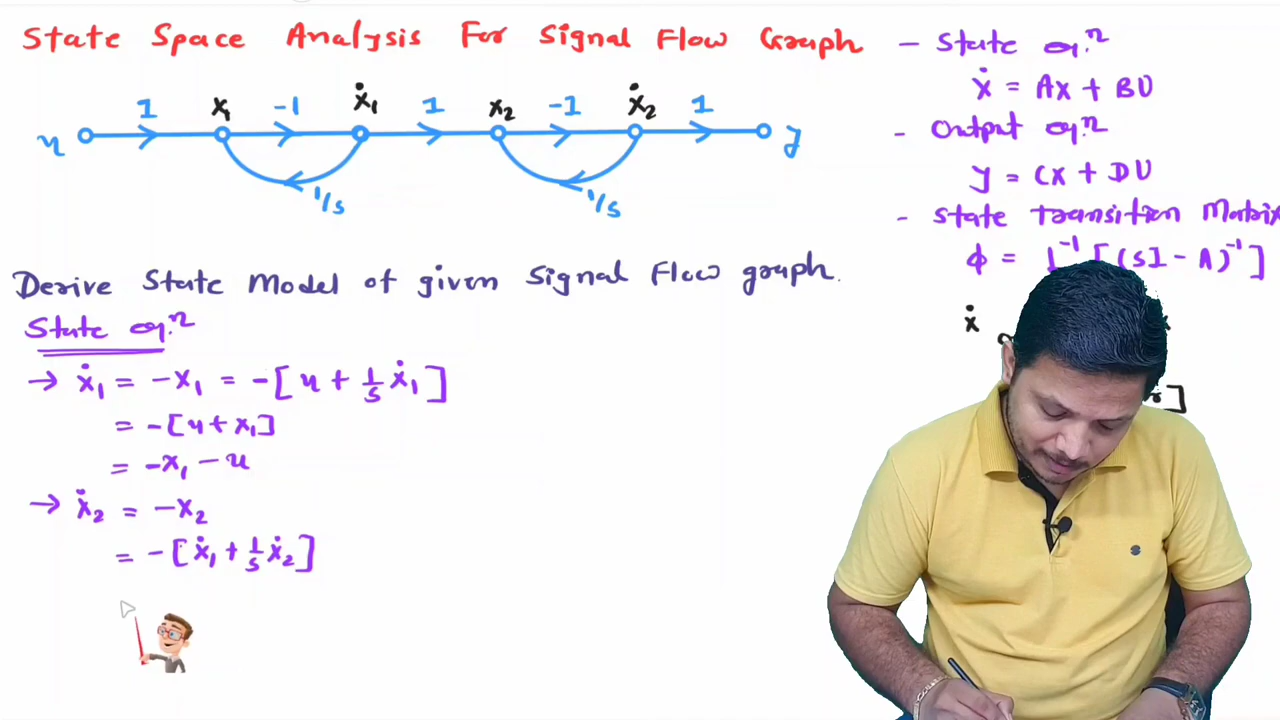 State Space Analysis For Signal Flow Graph
u 1 x₁ -1 ẋ₁ 1 x₂ -1 ẋ₂ 1 y
1/s 1/s
Derive State Model of given Signal Flow graph.
State eq.ⁿ
→ ẋ₁ = -x₁ = -[u + 1/s ẋ₁]
= -[u + x₁]
= -x₁ - u
→ ẋ₂ = -x₂
= -[ẋ₁ + 1/s ẋ₂]
- State eq.ⁿ
ẋ = Ax + BU
- Output eq.ⁿ
y = Cx + DU
- State transition Matrix
ϕ = L⁻¹[(SI - A)⁻¹]
ẋ
]